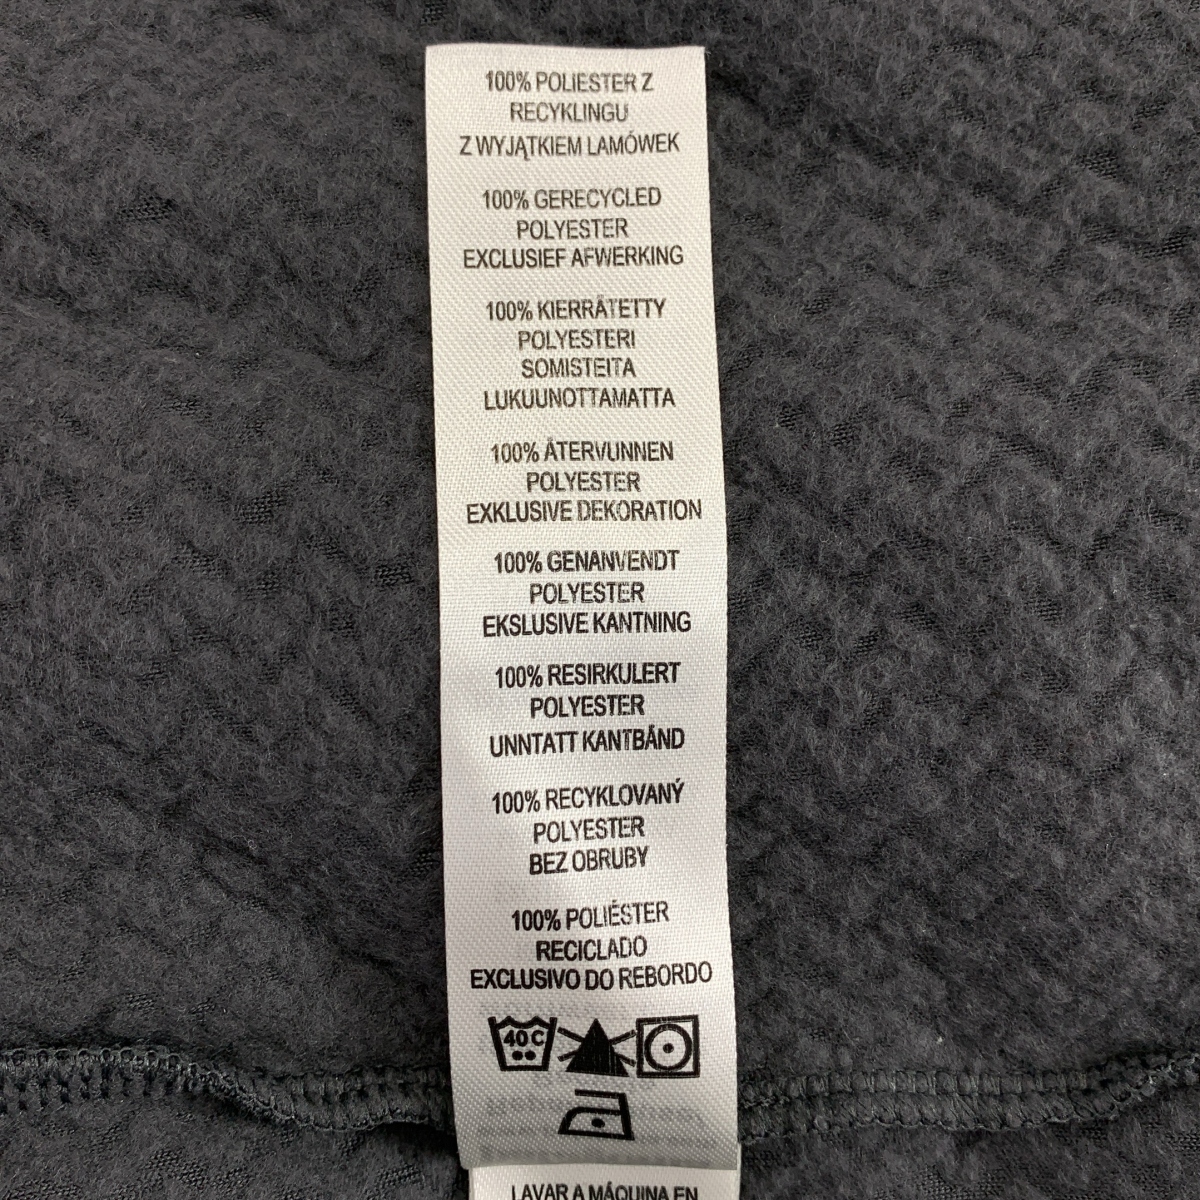 100% POLIESTER Z
RECYKLINGU
Z WYJĄTKIEM LAMÓWEK
100% GERECYCLED
POLYESTER
EXCLUSIEF AFWERKING
100% KIERRÄTETTY
POLYESTERI
SOMISTEITA
LUKUUNOTTAMATTA
100% ÅTERVUNNEN
POLYESTER
EXKLUSIVE DEKORATION
100% GENANVENDT
POLYESTER
EKSLUSIVE KANTNING
100% RESIRKULERT
POLYESTER
UNNTATT KANTBÅND
100% RECYKLOVANÝ
POLYESTER
BEZ OBRUBY
100% POLIÉSTER
RECICLADO
EXCLUSIVO DO REBORDO
40 C
LAVAR A MÁQUINA EN